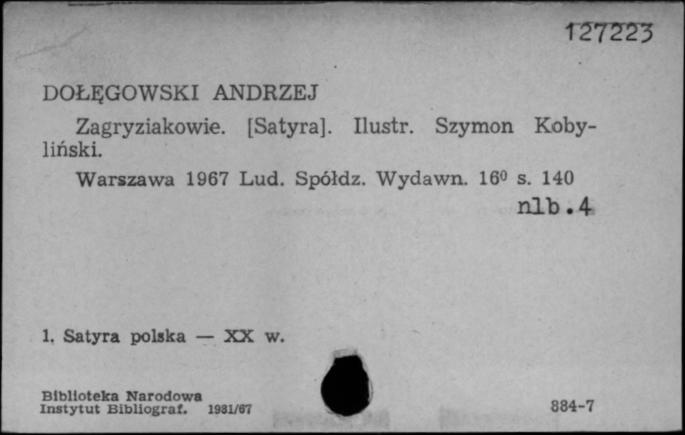 127223
DOŁĘGOWSKI ANDRZEJ
Zagryziakowie. [Satyra]. Ilustr. Szymon Koby-
liński.
Warszawa 1967 Lud. Spółdz. Wydawn. 16⁰ s. 140
nlb.4
1. Satyra polska — XX w.
Biblioteka Narodowa
Instytut Bibliograf. 1981/67
884-7